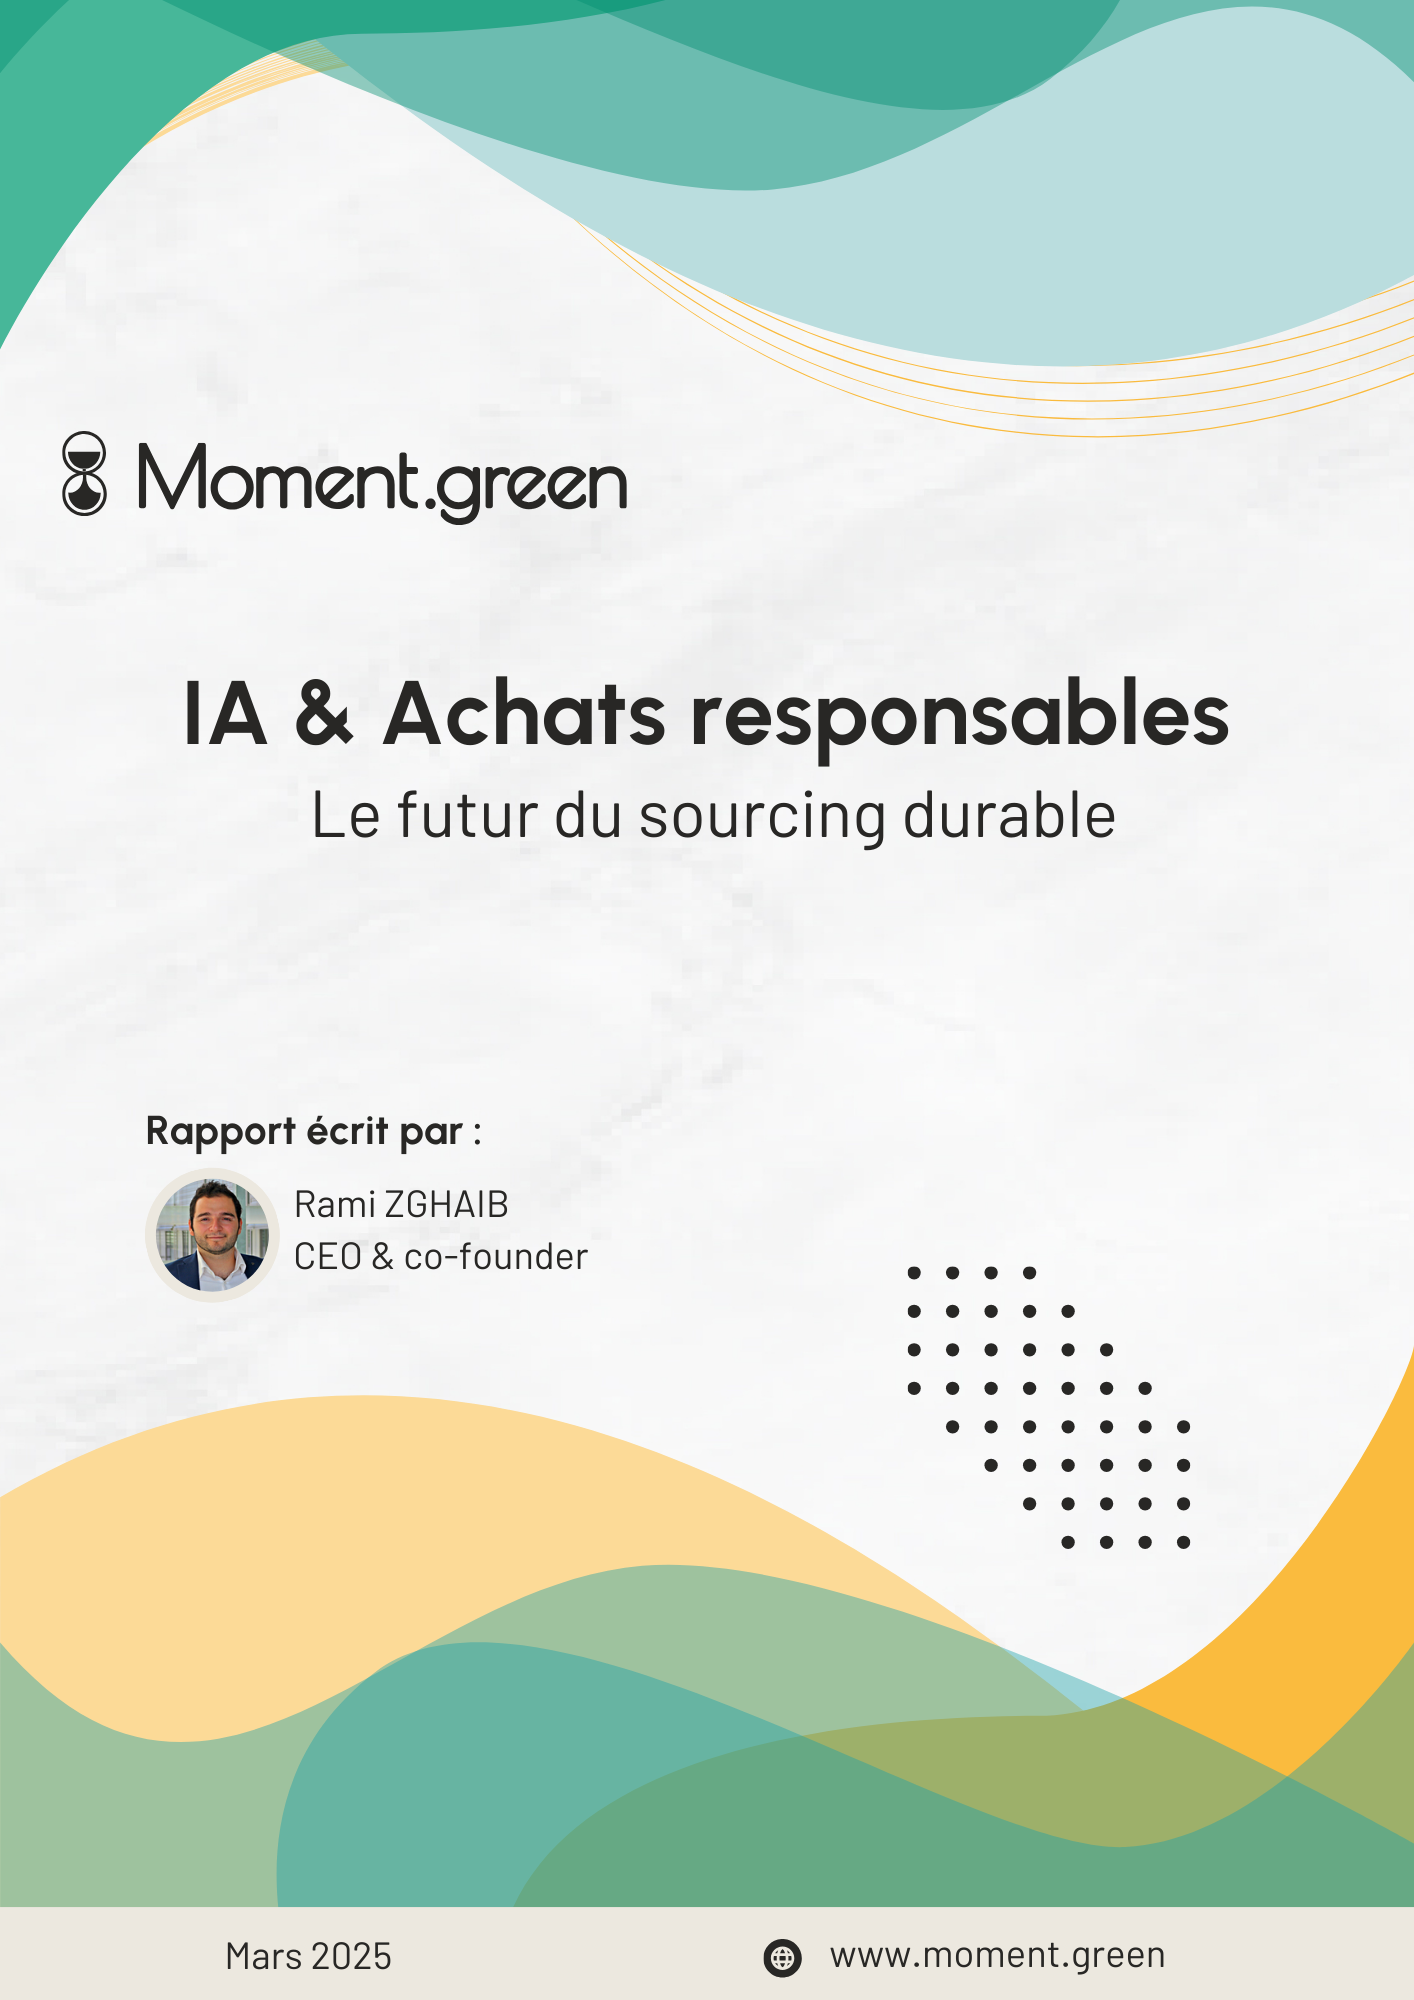 Moment.green
IA & Achats responsables
Le futur du sourcing durable
Rapport écrit par :
Rami ZGHAIB
CEO & co-founder
Mars 2025
www.moment.green